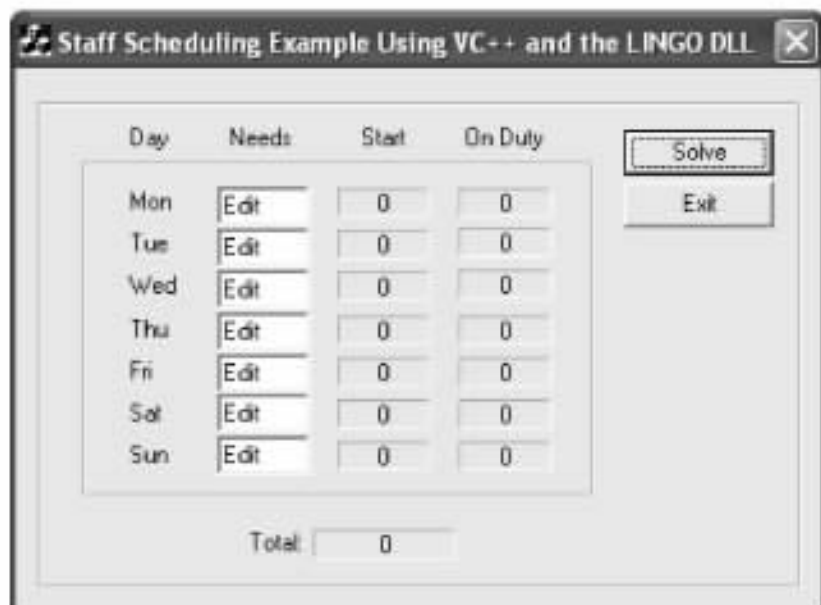 Staff Scheduling Example Using VC++ and the LINGO DLL
Day Needs Start On Duty
Solve
Mon Edit 0 0
Exit
Tue Edit 0 0
Wed Edit 0 0
Thu Edit 0 0
Fri Edit 0 0
Sat Edit 0 0
Sun Edit 0 0
Total: 0